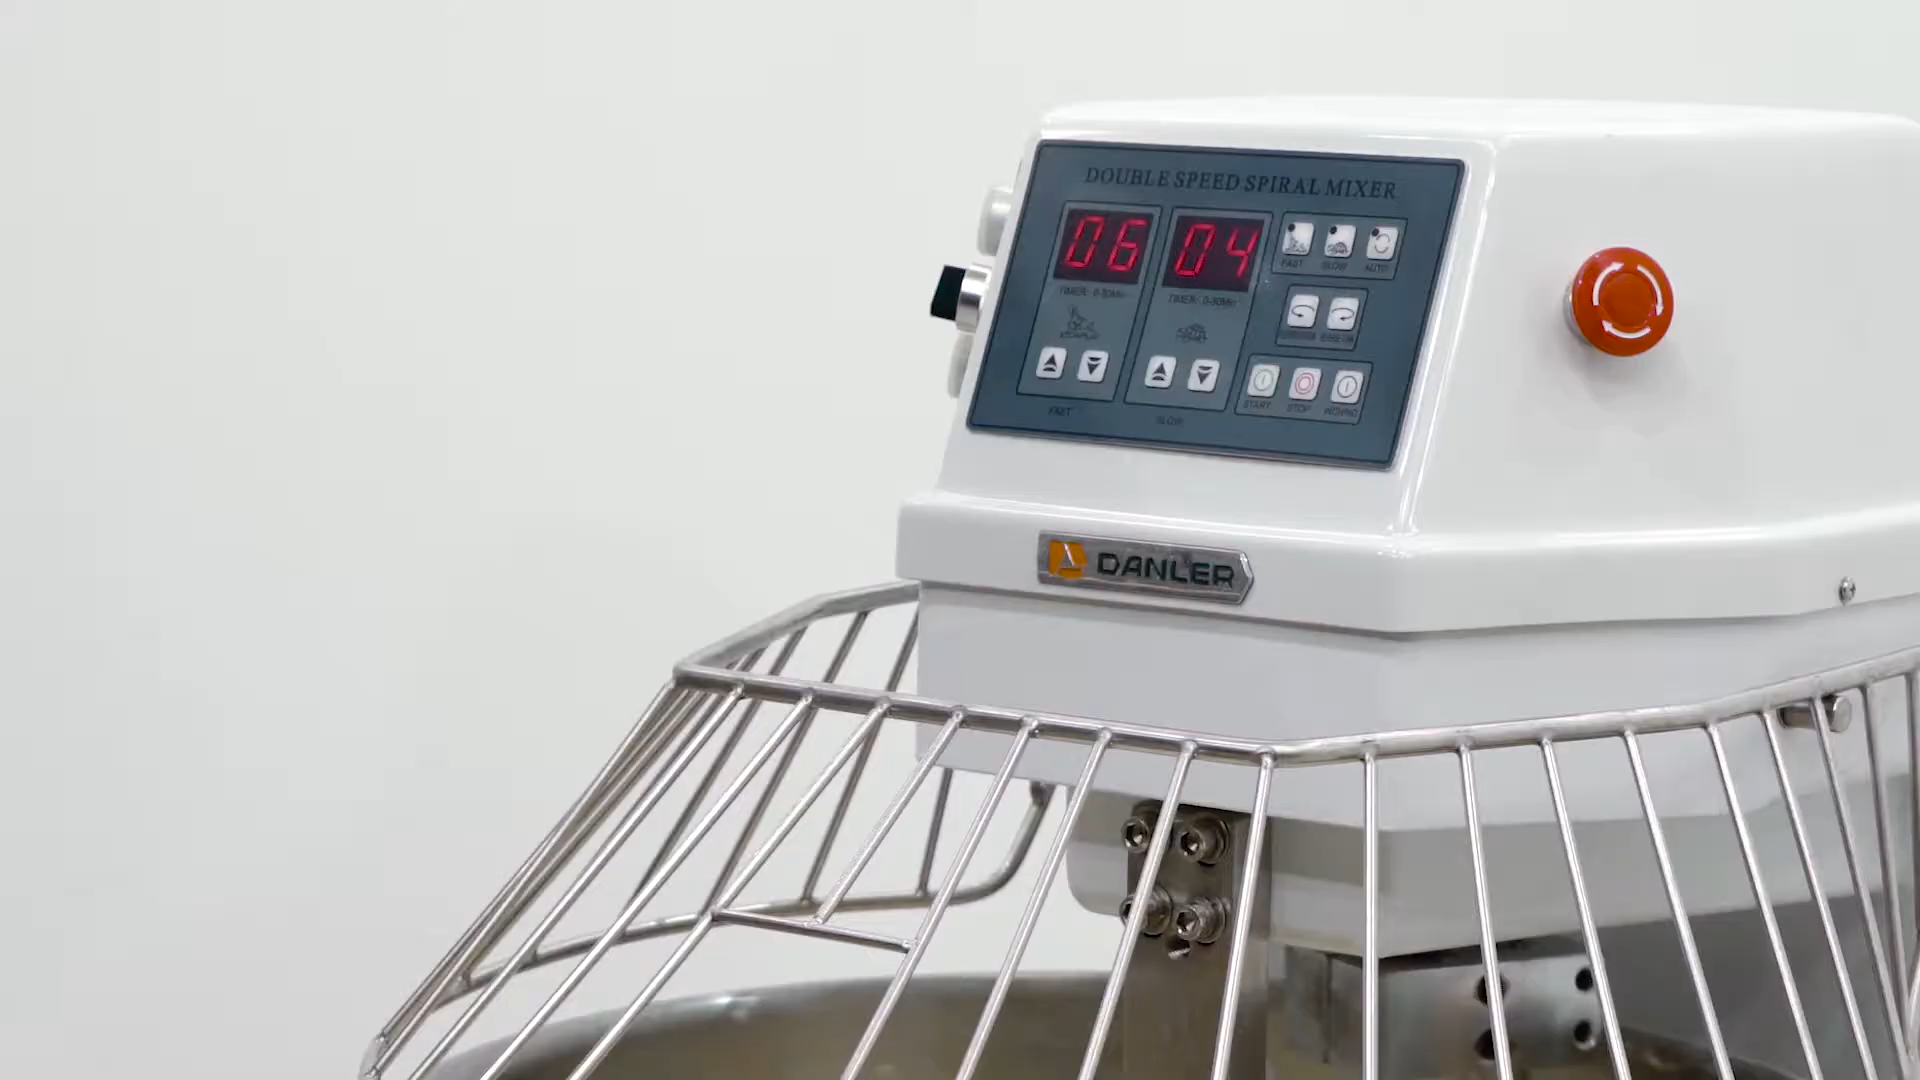 DOUBLE SPEED SPIRAL MIXER
06 04
FAST SLOW AUTO
START STOP
FAST SLOW
DANLER